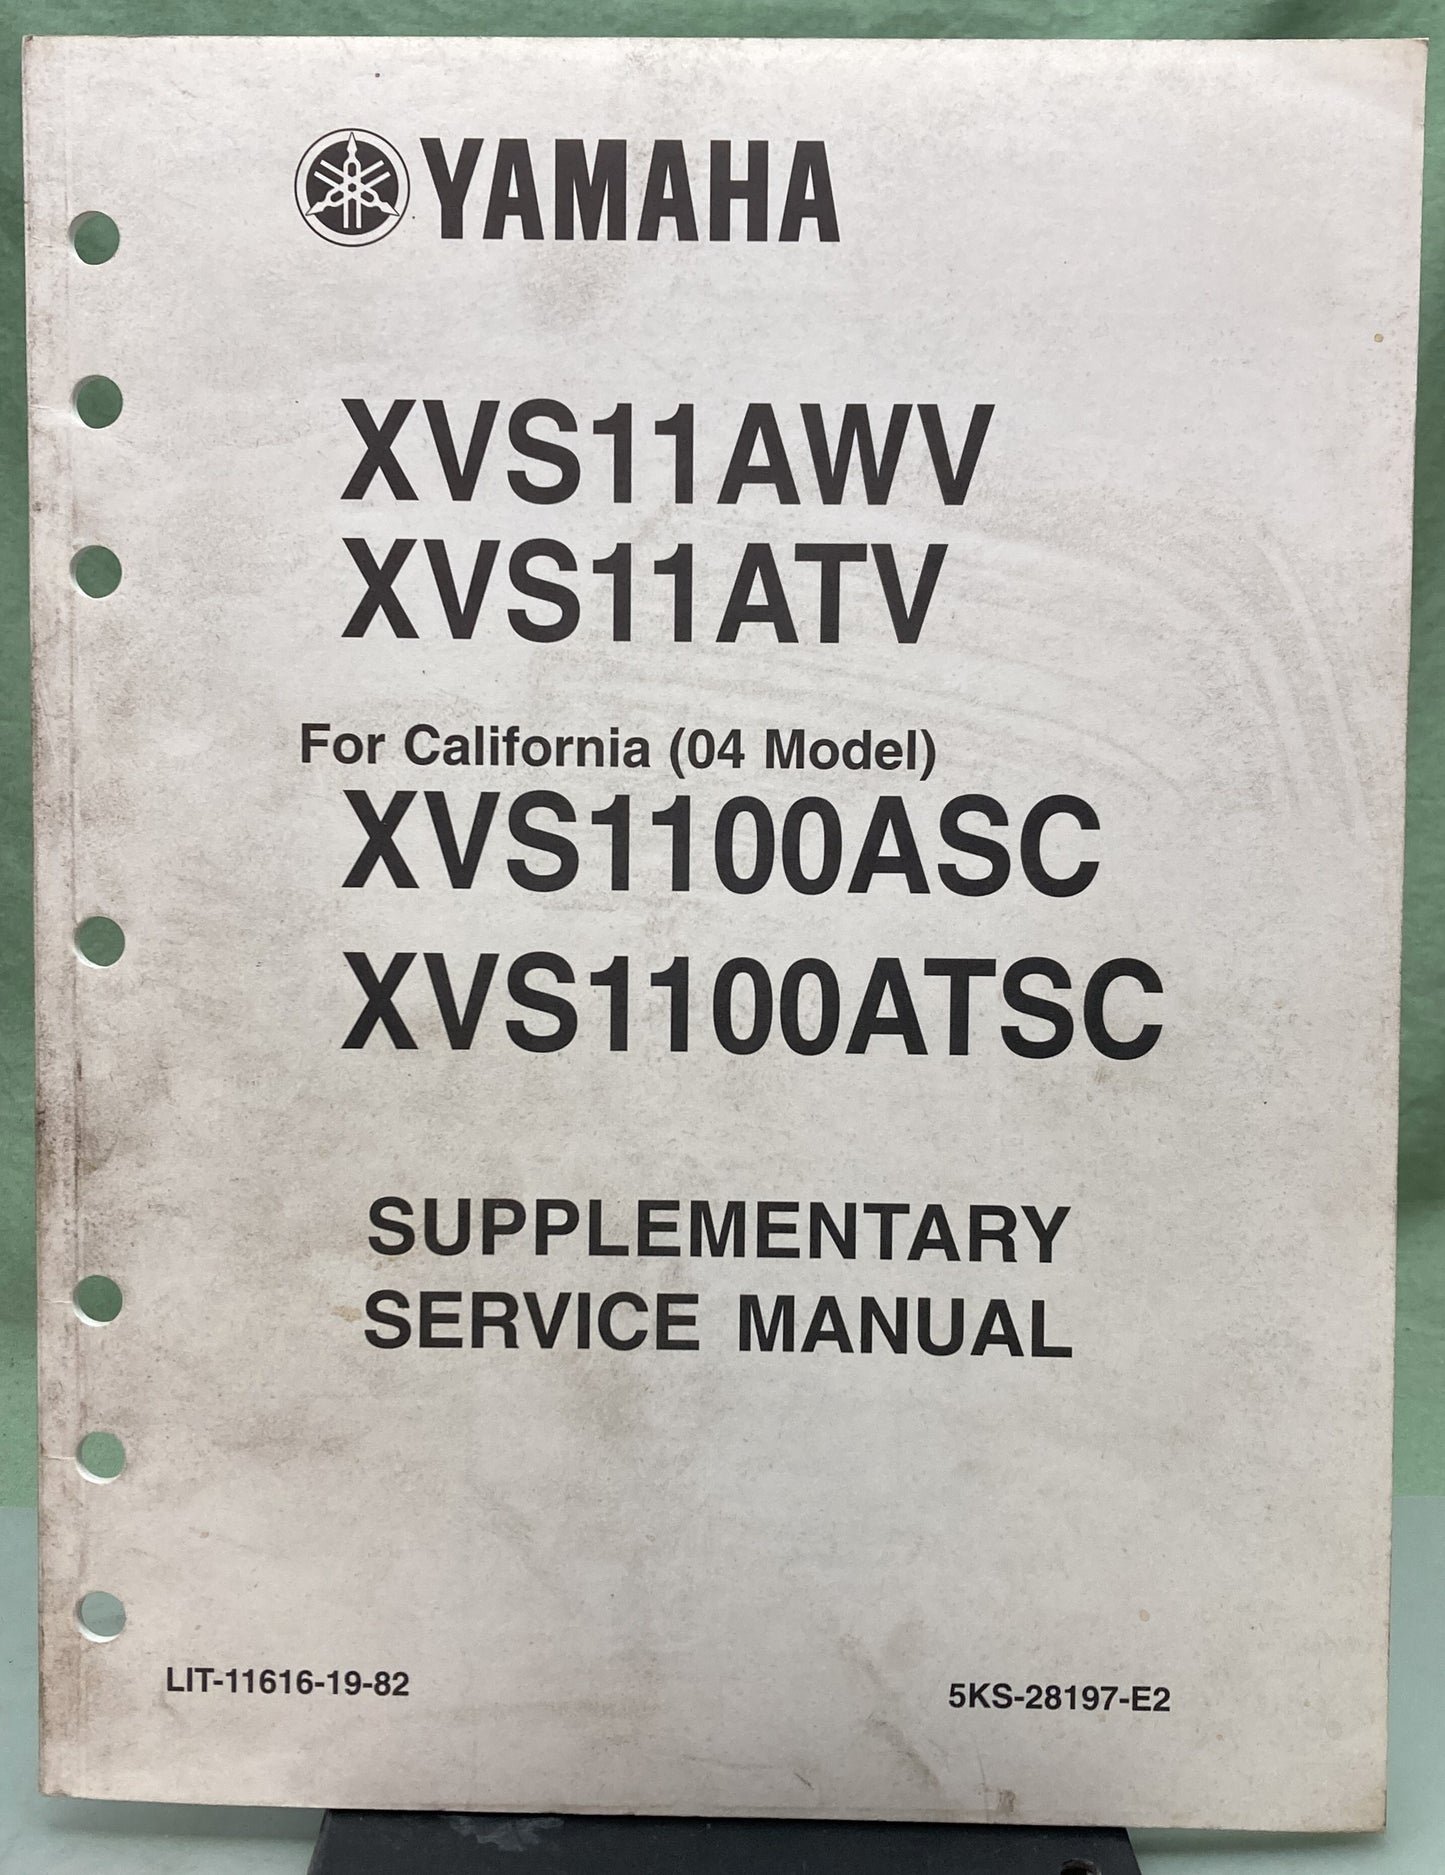 YAMAHA
XVS11AWV
XVS11ATV
For California (04 Model)
XVS1100ASC
XVS1100ATSC
SUPPLEMENTARY
SERVICE MANUAL
LIT-11616-19-82
5KS-28197-E2